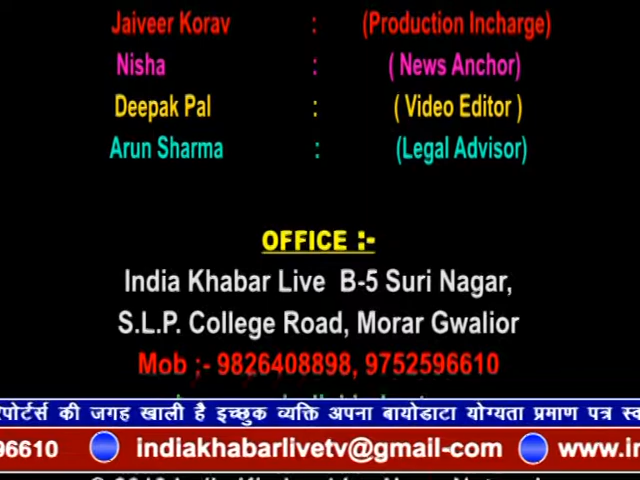 Jaiveer Korav : (Production Incharge)
Nisha : ( News Anchor)
Deepak Pal : ( Video Editor )
Arun Sharma : (Legal Advisor)
OFFICE :-
India Khabar Live B-5 Suri Nagar,
S.L.P. College Road, Morar Gwalior
Mob ;- 9826408898, 9752596610
की जगह खाली है इच्छुक व्यक्ति अपना बायोडाटा योग्यता प्रमाण पत्र
96610 indiakhabarlivetv@gmail-com www.in